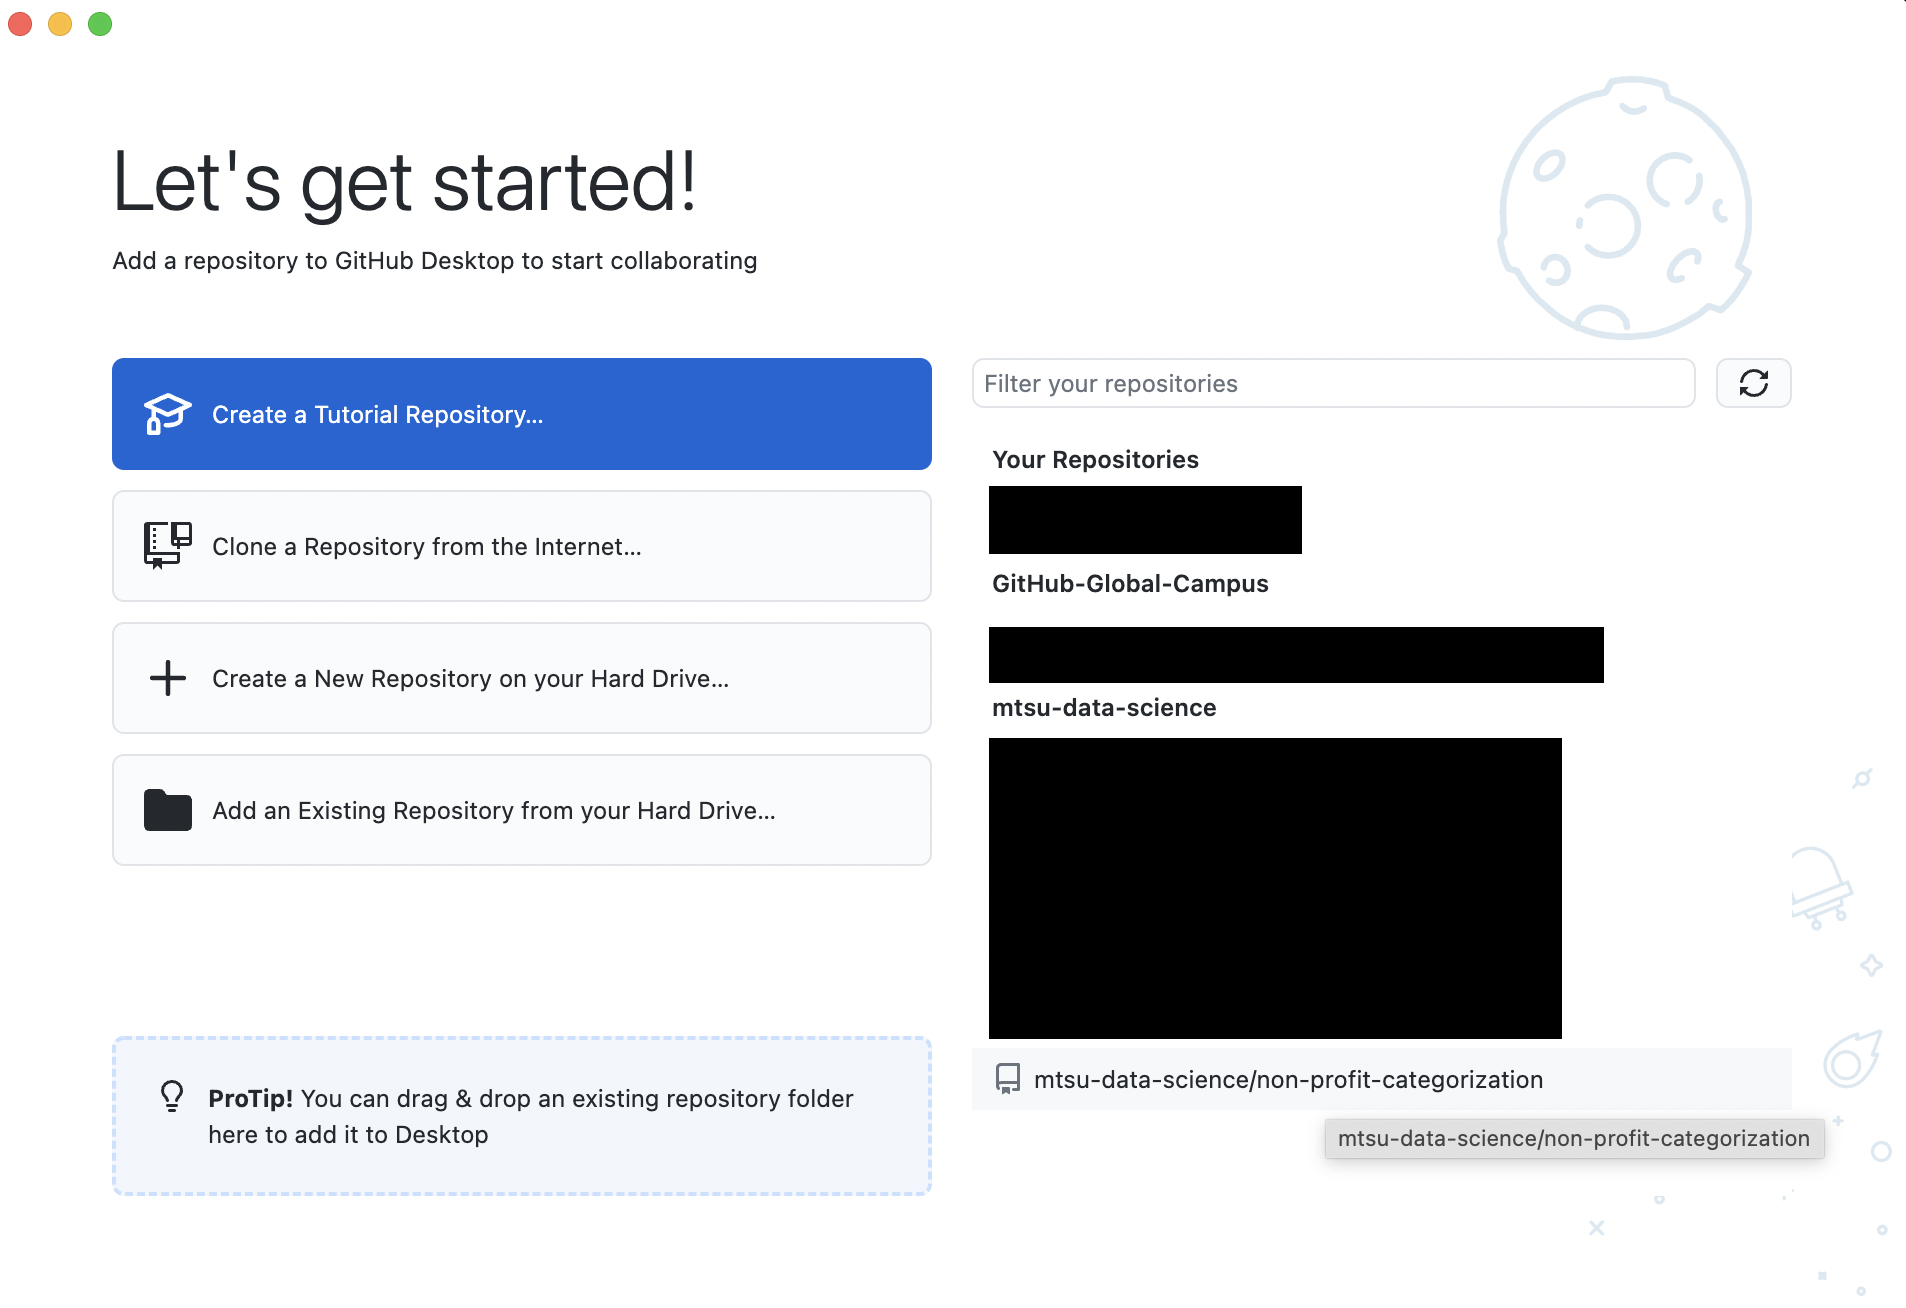 Let's get started!
Add a repository to GitHub Desktop to start collaborating
Create a Tutorial Repository...
Clone a Repository from the Internet...
Create a New Repository on your Hard Drive...
Add an Existing Repository from your Hard Drive...
ProTip! You can drag & drop an existing repository folder
here to add it to Desktop
Filter your repositories
Your Repositories
GitHub-Global-Campus
mtsu-data-science
mtsu-data-science/non-profit-categorization
mtsu-data-science/non-profit-categorization